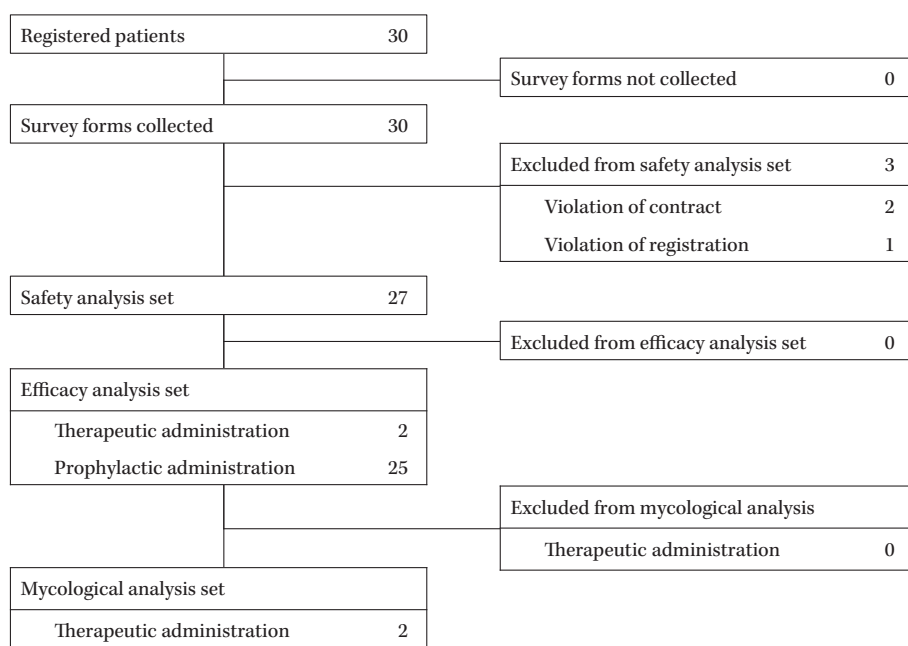 Registered patients 30
Survey forms not collected 0
Survey forms collected 30
Excluded from safety analysis set 3
Violation of contract 2
Violation of registration 1
Safety analysis set 27
Excluded from efficacy analysis set 0
Efficacy analysis set
Therapeutic administration 2
Prophylactic administration 25
Excluded from mycological analysis
Therapeutic administration 0
Mycological analysis set
Therapeutic administration 2